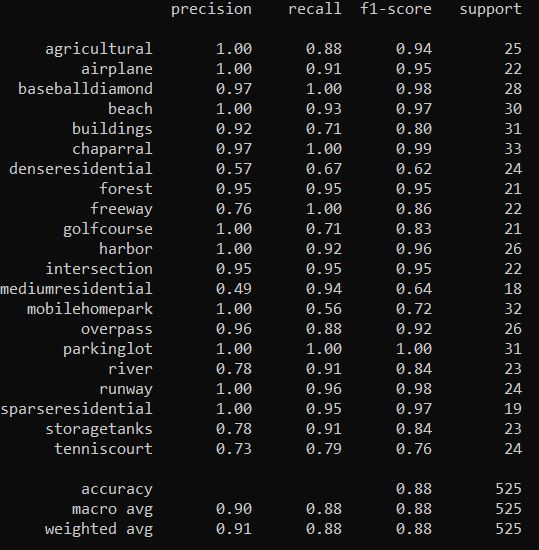 precision recall f1-score support
agricultural 1.00 0.88 0.94 25
airplane 1.00 0.91 0.95 22
baseballdiamond 0.97 1.00 0.98 28
beach 1.00 0.93 0.97 30
buildings 0.92 0.71 0.80 31
chaparral 0.97 1.00 0.99 33
denseresidential 0.57 0.67 0.62 24
forest 0.95 0.95 0.95 21
freeway 0.76 1.00 0.86 22
golfcourse 1.00 0.71 0.83 21
harbor 1.00 0.92 0.96 26
intersection 0.95 0.95 0.95 22
mediumresidential 0.49 0.94 0.64 18
mobilehomepark 1.00 0.56 0.72 32
overpass 0.96 0.88 0.92 26
parkinglot 1.00 1.00 1.00 31
river 0.78 0.91 0.84 23
runway 1.00 0.96 0.98 24
sparseresidential 1.00 0.95 0.97 19
storagetanks 0.78 0.91 0.84 23
tenniscourt 0.73 0.79 0.76 24
accuracy 0.88 525
macro avg 0.90 0.88 0.88 525
weighted avg 0.91 0.88 0.88 525